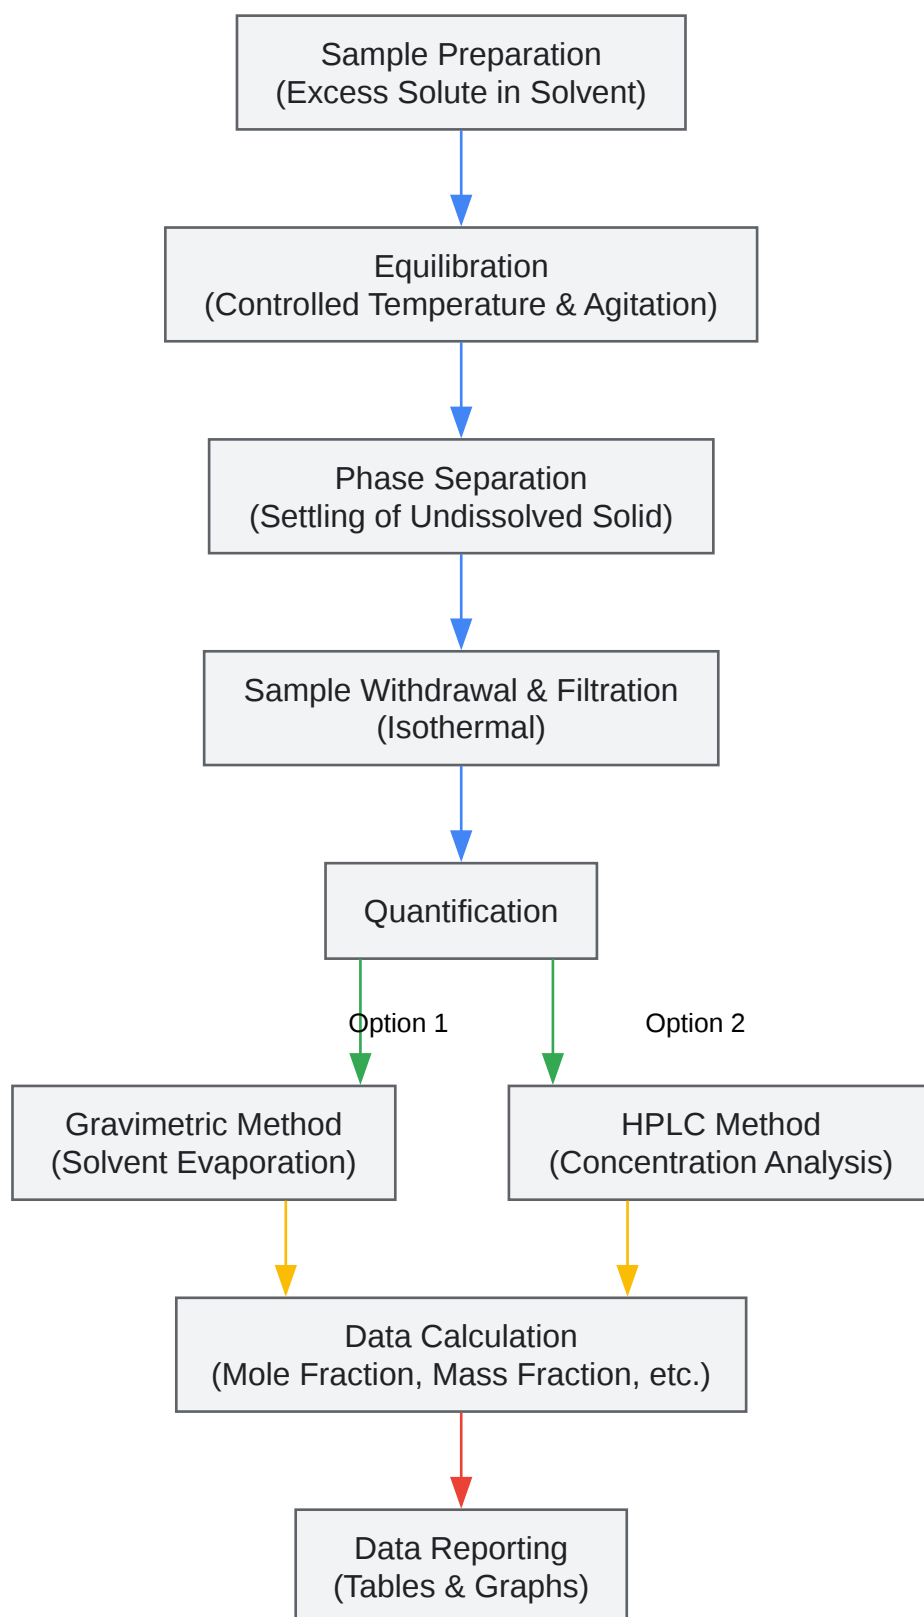 Sample Preparation
(Excess Solute in Solvent)
Equilibration
(Controlled Temperature & Agitation)
Phase Separation
(Settling of Undissolved Solid)
Sample Withdrawal & Filtration
(Isothermal)
Quantification
Option 1
Option 2
Gravimetric Method
(Solvent Evaporation)
HPLC Method
(Concentration Analysis)
Data Calculation
(Mole Fraction, Mass Fraction, etc.)
Data Reporting
(Tables & Graphs)